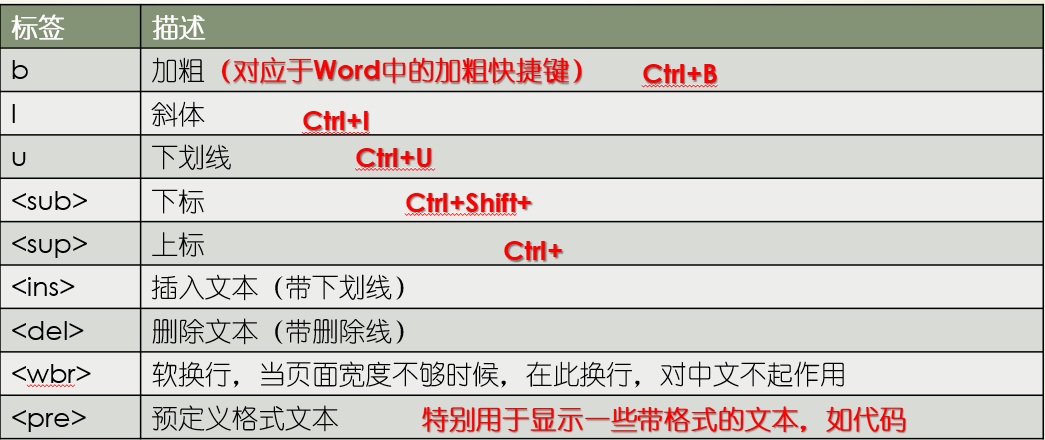 标签 描述
b 加粗（对应于Word中的加粗快捷键） Ctrl+B
I 斜体 Ctrl+I
u 下划线 Ctrl+U
<sub> 下标 Ctrl+Shift+
<sup> 上标 Ctrl+
<ins> 插入文本（带下划线）
<del> 删除文本（带删除线）
<wbr> 软换行，当页面宽度不够时候，在此换行，对中文不起作用
<pre> 预定义格式文本 特别用于显示一些带格式的文本，如代码